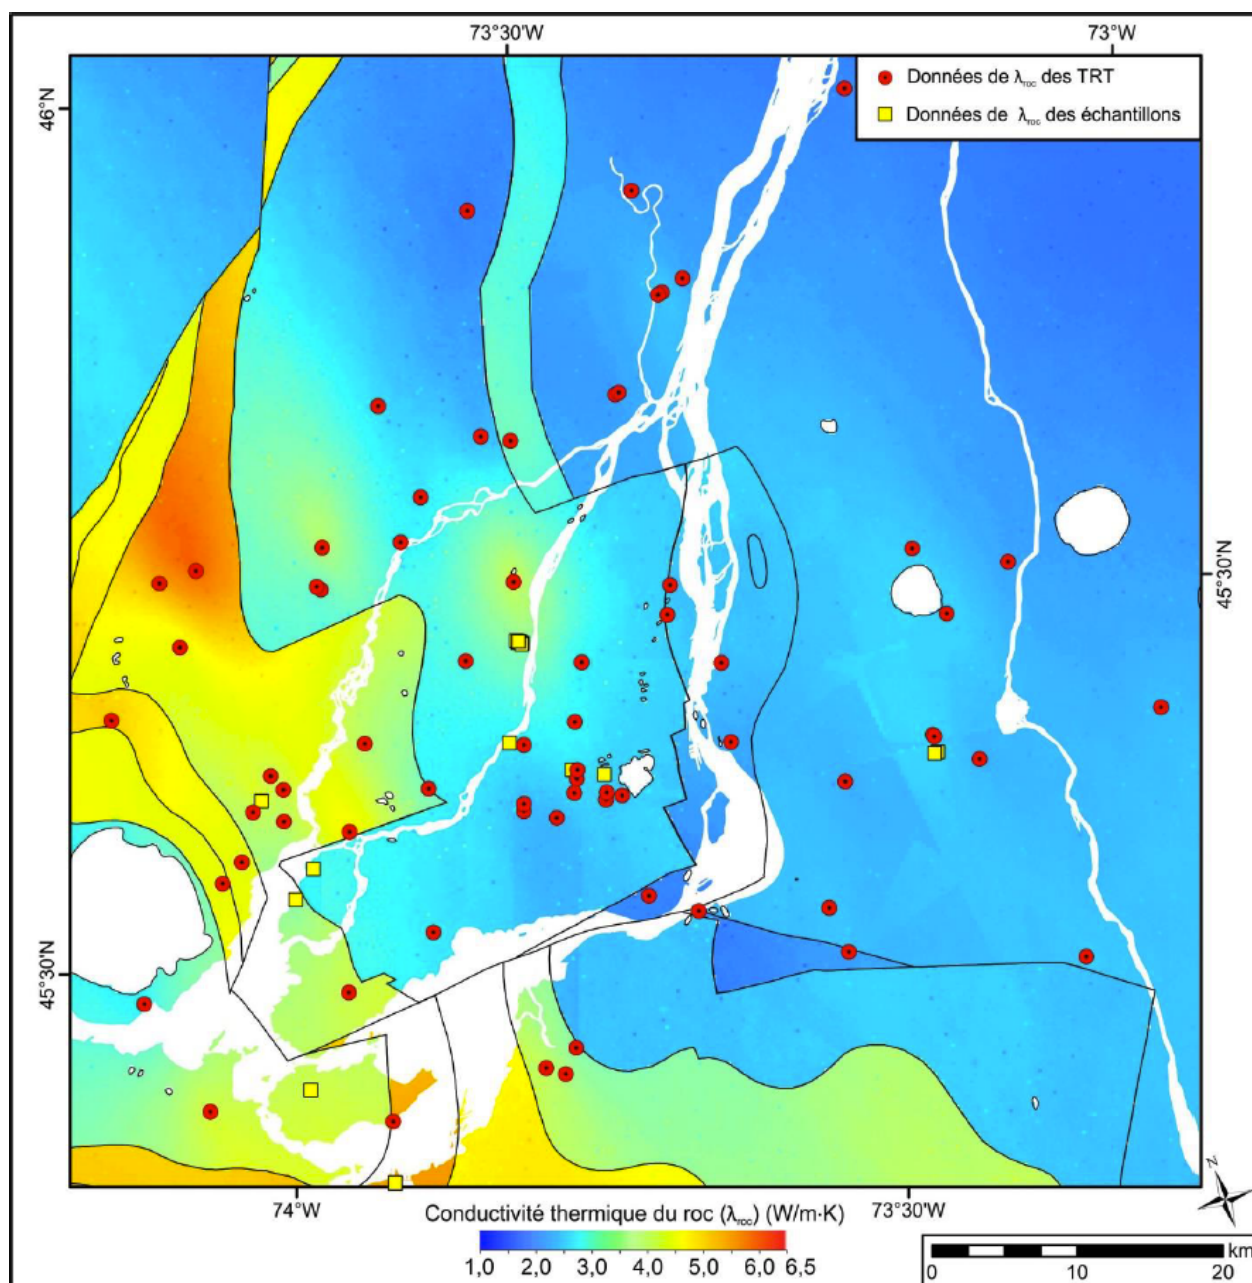 73°30'W
73°W
Données de λroc des TRT
Données de λroc des échantillons
46°N
45°30'N
45°30'N
74°W
73°30'W
Conductivité thermique du roc (λroc) (W/m·K)
1,0 2,0 3,0 4,0 5,0 6,0 6,5
N
km
0 10 20